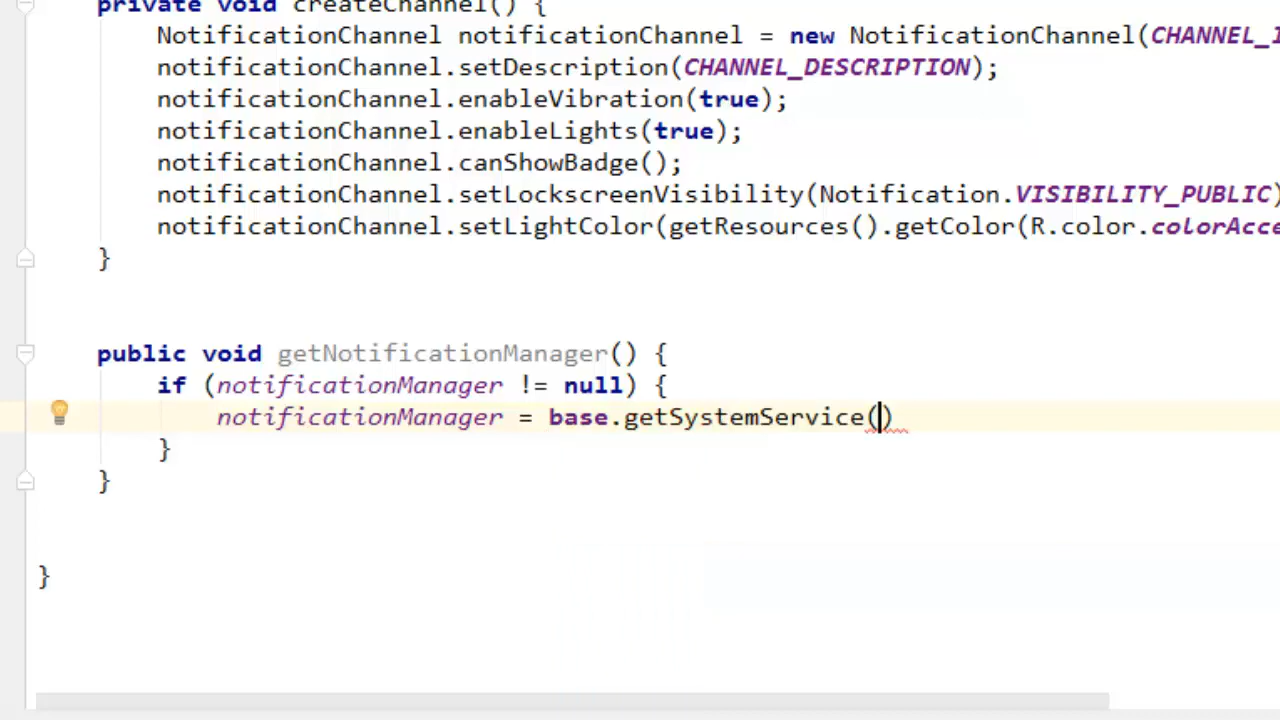 private void createChannel() {
NotificationChannel notificationChannel = new NotificationChannel(CHANNEL_I
notificationChannel.setDescription(CHANNEL_DESCRIPTION);
notificationChannel.enableVibration(true);
notificationChannel.enableLights(true);
notificationChannel.canShowBadge();
notificationChannel.setLockscreenVisibility(Notification.VISIBILITY_PUBLIC)
notificationChannel.setLightColor(getResources().getColor(R.color.colorAcce
}
public void getNotificationManager() {
if (notificationManager != null) {
notificationManager = base.getSystemService()
}
}
}